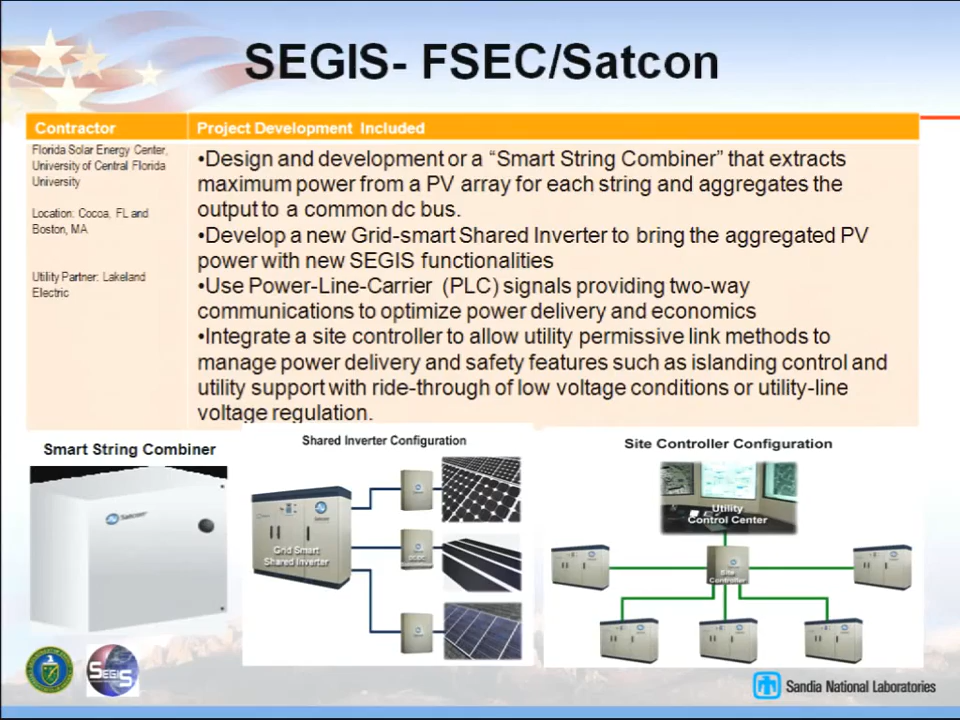 SEGIS- FSEC/Satcon
Contractor
Project Development Included
Florida Solar Energy Center,
University of Central Florida
University
Location: Cocoa, FL and
Boston, MA
Utility Partner: Lakeland
Electric
•Design and development or a “Smart String Combiner” that extracts
maximum power from a PV array for each string and aggregates the
output to a common dc bus.
•Develop a new Grid-smart Shared Inverter to bring the aggregated PV
power with new SEGIS functionalities
•Use Power-Line-Carrier (PLC) signals providing two-way
communications to optimize power delivery and economics
•Integrate a site controller to allow utility permissive link methods to
manage power delivery and safety features such as islanding control and
utility support with ride-through of low voltage conditions or utility-line
voltage regulation.
Smart String Combiner
Satcon
Shared Inverter Configuration
Grid Smart
Shared Inverter
DC/DC
Site Controller Configuration
Utility
Control Center
Site
Controller
SEGIS
Sandia National Laboratories